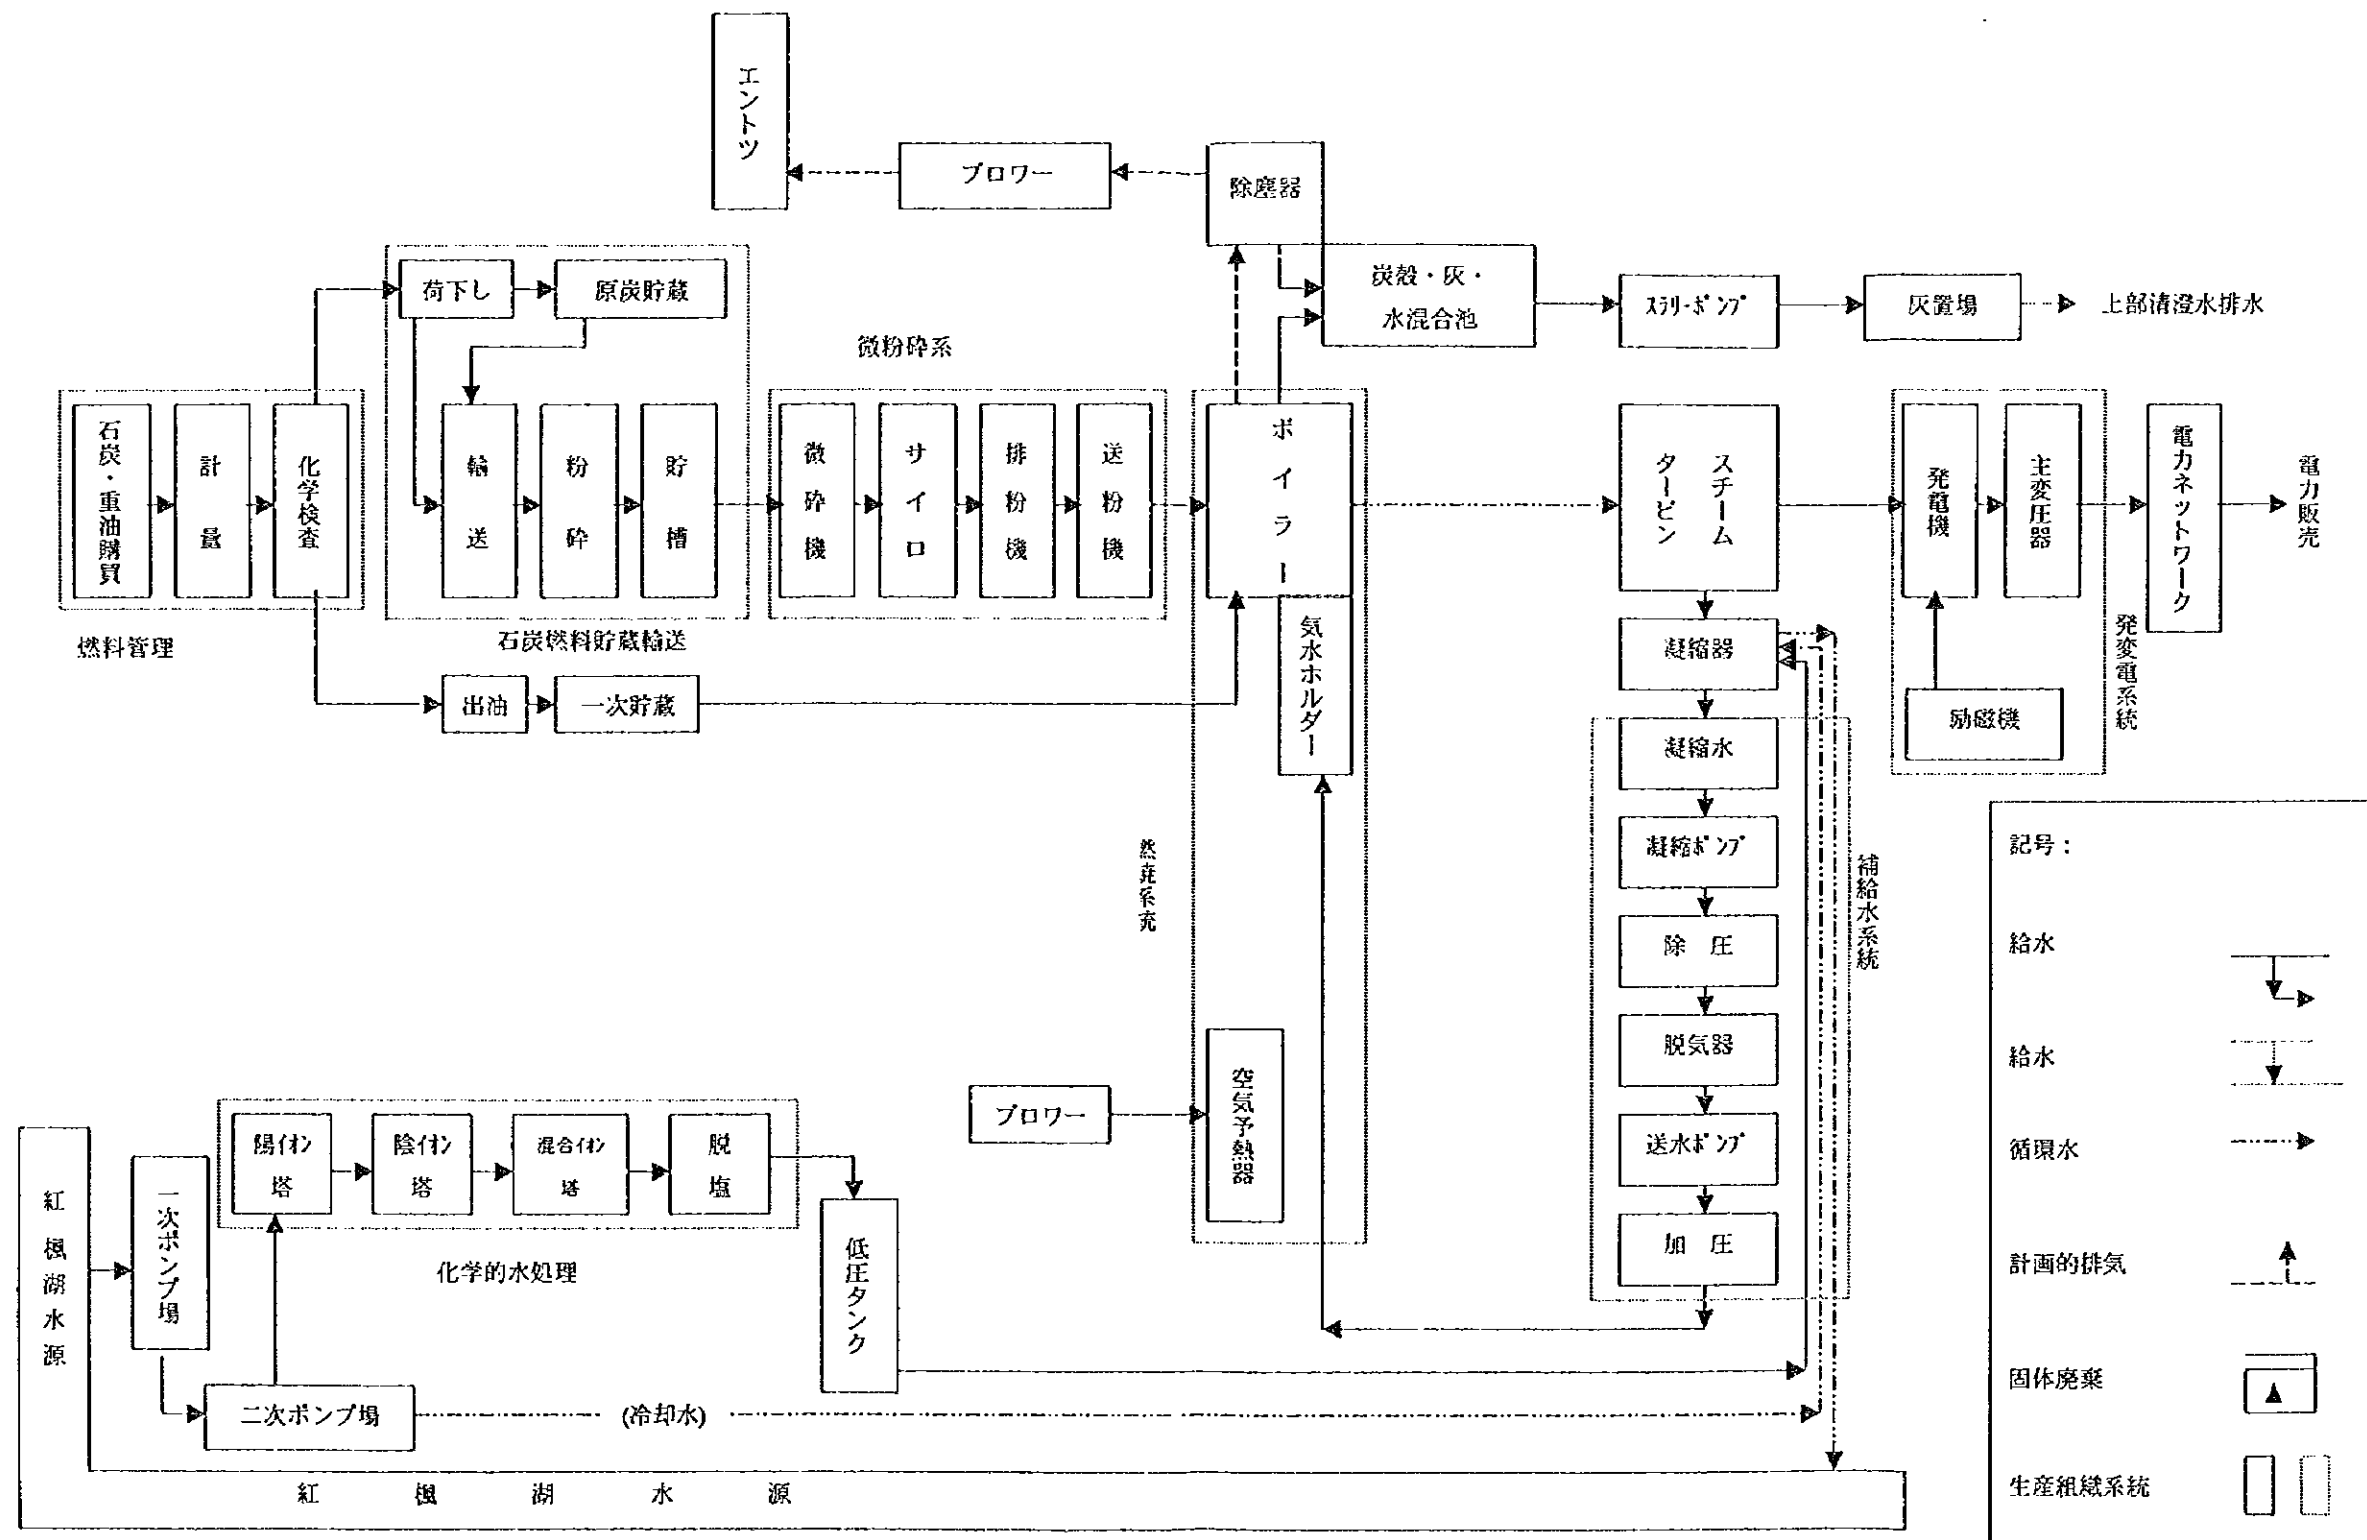 エントツ
ブロワー
除塵器
荷下し
原炭貯蔵
炭殻・灰・
水混合池
ｽﾗﾘｰﾎﾟﾝﾌﾟ
灰置場
上部清澄水排水
微粉砕系
石炭・重油購買
計量
化学検査
輸送
粉砕
貯槽
微砕機
サイロ
排粉機
送粉機
ボイラー
スチーム
タービン
発電機
主変圧器
電力ネットワーク
電力販売
燃料管理
石炭燃料貯蔵輸送
気水ホルダー
凝縮器
発変電系統
出油
一次貯蔵
励磁機
凝縮水
凝縮ﾎﾟﾝﾌﾟ
除 圧
脱気器
送水ﾎﾟﾝﾌﾟ
加 圧
補給水系統
ブロワー
空気予熱器
陽ｲｵﾝ
塔
陰ｲｵﾝ
塔
混合ｲｵﾝ
塔
脱
塩
化学的水処理
低圧タンク
紅楓湖水源
一次ポンプ場
二次ポンプ場
(冷却水)
紅 楓 湖 水 源
記号：
給水
給水
循環水
計画的排気
固体廃棄
生産組織系統